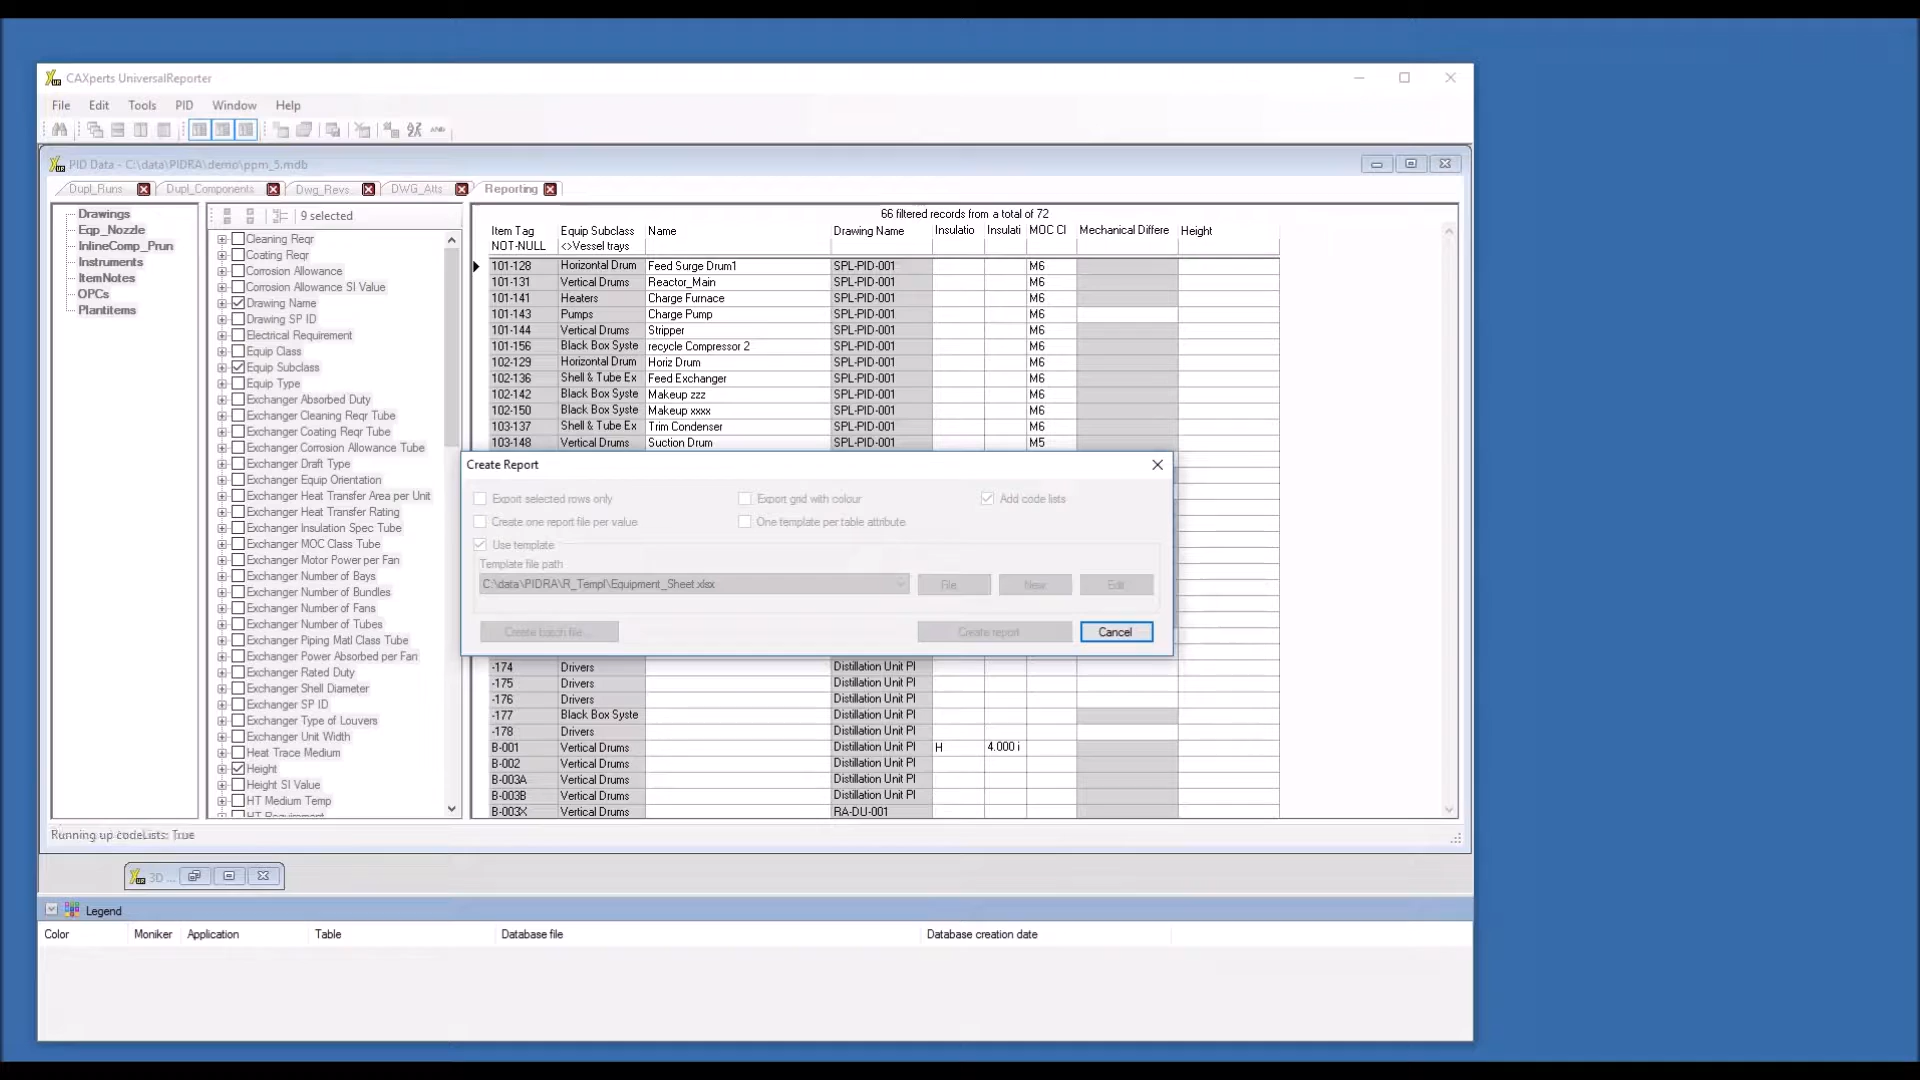 CAXperts UniversalReporter
File Edit Tools PID Window Help
PID Data - C:\data\PIDRA\demo\ppm_5.mdb
Dupl_Runs Dupl_Components Dwg_Revs DWG_Atts Reporting
Drawings
Eqp_Nozzle
InlineComp_Prun
Instruments
ItemNotes
OPCs
Plantitems
9 selected
Cleaning Reqr
Coating Reqr
Corrosion Allowance
Corrosion Allowance SI Value
Drawing Name
Drawing SP ID
Electrical Requirement
Equip Class
Equip Subclass
Equip Type
Exchanger Absorbed Duty
Exchanger Cleaning Reqr Tube
Exchanger Coating Reqr Tube
Exchanger Corrosion Allowance Tube
Exchanger Draft Type
Exchanger Equip Orientation
Exchanger Heat Transfer Area per Unit
Exchanger Heat Transfer Rating
Exchanger Insulation Spec Tube
Exchanger MOC Class Tube
Exchanger Motor Power per Fan
Exchanger Number of Bays
Exchanger Number of Bundles
Exchanger Number of Fans
Exchanger Number of Tubes
Exchanger Piping Matl Class Tube
Exchanger Power Absorbed per Fan
Exchanger Rated Duty
Exchanger Shell Diameter
Exchanger SP ID
Exchanger Type of Louvers
Exchanger Unit Width
Heat Trace Medium
Height
Height SI Value
HT Medium Temp
HT Requirement
66 filtered records from a total of 72
Item Tag Equip Subclass Name Drawing Name Insulatio Insulati MOC Cl Mechanical Differe Height
NOT-NULL <>Vessel trays
101-128 Horizontal Drum Feed Surge Drum1 SPL-PID-001 M6
101-131 Vertical Drums Reactor_Main SPL-PID-001 M6
101-141 Heaters Charge Furnace SPL-PID-001 M6
101-143 Pumps Charge Pump SPL-PID-001 M6
101-144 Vertical Drums Stripper SPL-PID-001 M6
101-156 Black Box Syste recycle Compressor 2 SPL-PID-001 M6
102-129 Horizontal Drum Horiz Drum SPL-PID-001 M6
102-136 Shell & Tube Ex Feed Exchanger SPL-PID-001 M6
102-142 Black Box Syste Makeup zzz SPL-PID-001 M6
102-150 Black Box Syste Makeup xxxx SPL-PID-001 M6
103-137 Shell & Tube Ex Trim Condenser SPL-PID-001 M6
103-148 Vertical Drums Suction Drum SPL-PID-001 M5
Create Report
Export selected rows only Export grid with colour Add code lists
Create one report file per value One template per table attribute
Use template
Template file path
C:\data\PIDRA\R_Templ\Equipment_Sheet.xlsx File New Edit
Create batch file... Create report Cancel
-174 Drivers Distillation Unit PI
-175 Drivers Distillation Unit PI
-176 Drivers Distillation Unit PI
-177 Black Box Syste Distillation Unit PI
-178 Drivers Distillation Unit PI
B-001 Vertical Drums Distillation Unit PI H 4.000 i
B-002 Vertical Drums Distillation Unit PI
B-003A Vertical Drums Distillation Unit PI
B-003B Vertical Drums Distillation Unit PI
B-003X Vertical Drums RA-DU-001
Running up codeLists: True
3D ...
Legend
Color Moniker Application Table Database file Database creation date